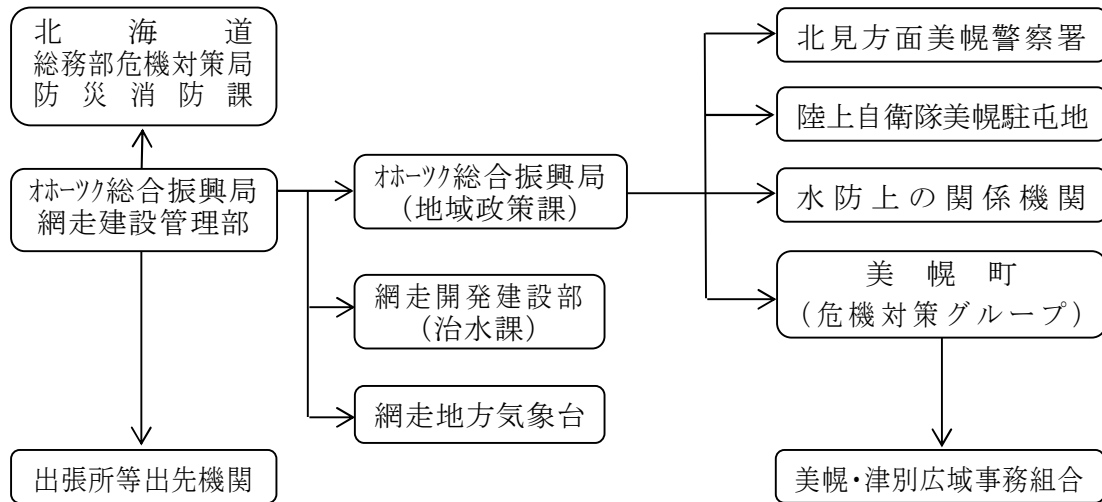 北海道
総務部危機対策局
防災消防課
オホーツク総合振興局
網走建設管理部
出張所等出先機関
オホーツク総合振興局
(地域政策課)
網走開発建設部
(治水課)
網走地方気象台
北見方面美幌警察署
陸上自衛隊美幌駐屯地
水防上の関係機関
美幌町
(危機対策グループ)
美幌・津別広域事務組合